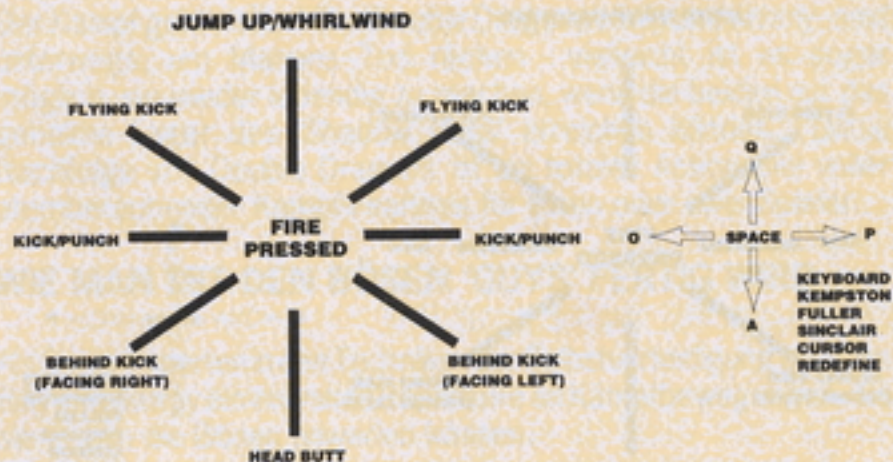 JUMP UP/WHIRLWIND
FLYING KICK
FLYING KICK
KICK/PUNCH
FIRE
PRESSED
KICK/PUNCH
BEHIND KICK
(FACING RIGHT)
BEHIND KICK
(FACING LEFT)
HEAD BUTT
Q
O
SPACE
P
A
KEYBOARD
KEMPSTON
FULLER
SINCLAIR
CURSOR
REDEFINE